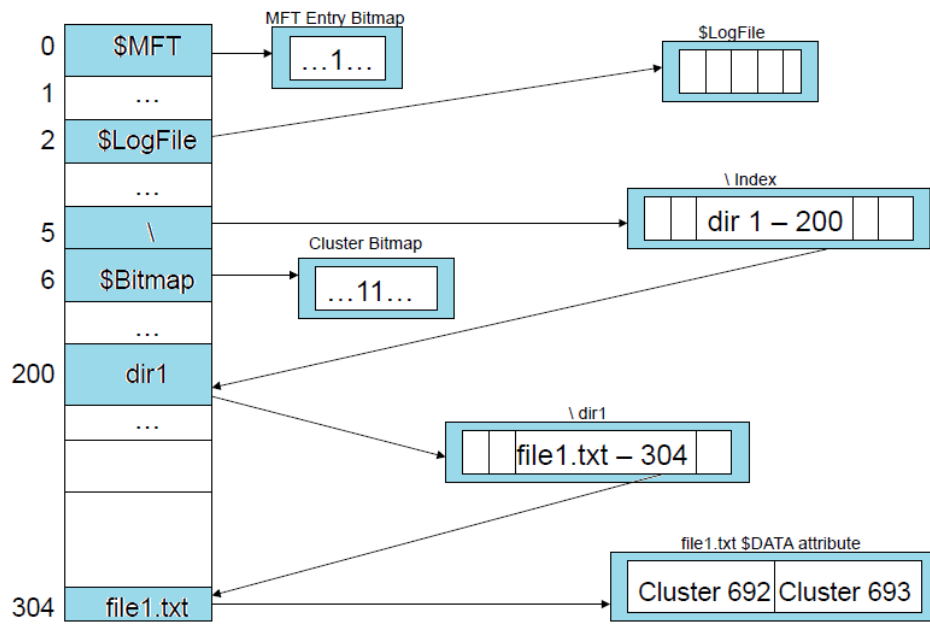 MFT Entry Bitmap
$LogFile
0
$MFT
…1…
1
…
2
$LogFile
…
\ Index
5
\
dir 1 – 200
Cluster Bitmap
6
$Bitmap
…11…
…
200
dir1
…
\ dir1
file1.txt – 304
file1.txt $DATA attribute
Cluster 692
Cluster 693
304
file1.txt